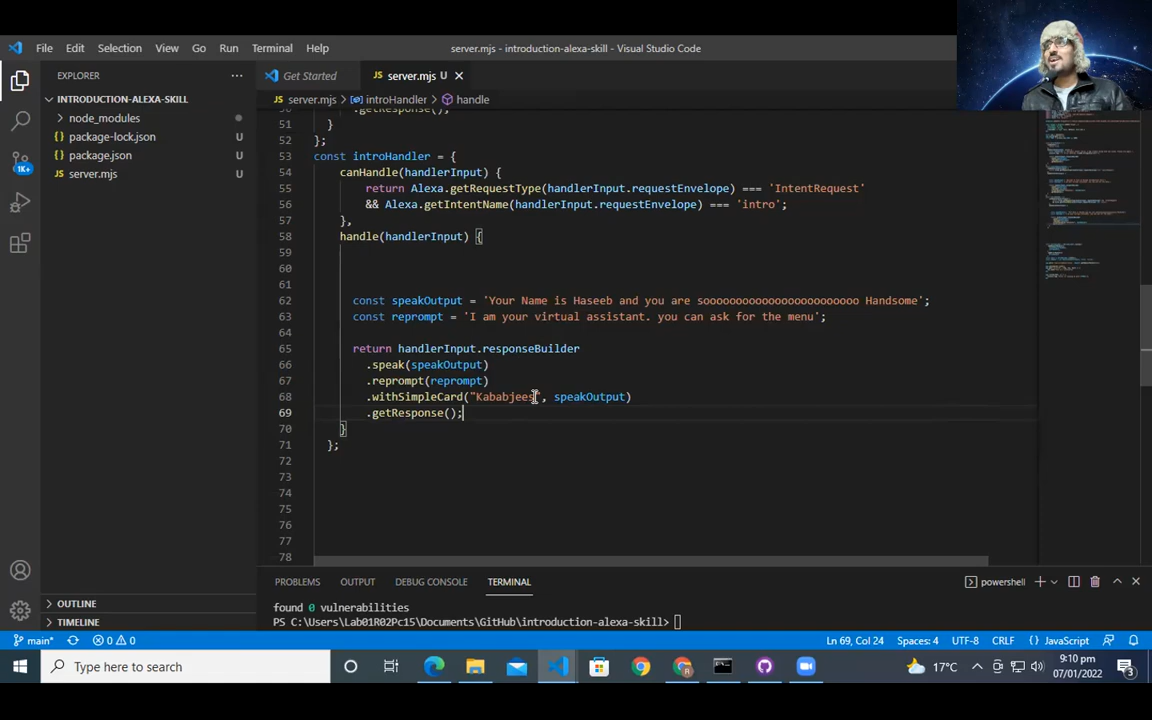 File Edit Selection View Go Run Terminal Help server.mjs - introduction-alexa-skill - Visual Studio Code
EXPLORER ··· Get Started JS server.mjs U
INTRODUCTION-ALEXA-SKILL
node_modules
{} package-lock.json U
{} package.json U
JS server.mjs U
1K+
JS server.mjs > introHandler > handle
50 .getResponse();
51 }
52 };
53 const introHandler = {
54 canHandle(handlerInput) {
55 return Alexa.getRequestType(handlerInput.requestEnvelope) === 'IntentRequest'
56 && Alexa.getIntentName(handlerInput.requestEnvelope) === 'intro';
57 },
58 handle(handlerInput) {
59
60
61
62 const speakOutput = 'Your Name is Haseeb and you are sooooooooooooooooooooooooo Handsome';
63 const reprompt = 'I am your virtual assistant. you can ask for the menu';
64
65 return handlerInput.responseBuilder
66 .speak(speakOutput)
67 .reprompt(reprompt)
68 .withSimpleCard("Kababjees", speakOutput)
69 .getResponse();
70 }
71 };
72
73
74
75
76
77
78
PROBLEMS OUTPUT DEBUG CONSOLE TERMINAL powershell
found 0 vulnerabilities
PS C:\Users\Lab01R02Pc15\Documents\GitHub\introduction-alexa-skill>
OUTLINE
TIMELINE
main* 0 0 Ln 69, Col 24 Spaces: 4 UTF-8 CRLF {} JavaScript
Type here to search 17°C 9:10 pm
07/01/2022 3